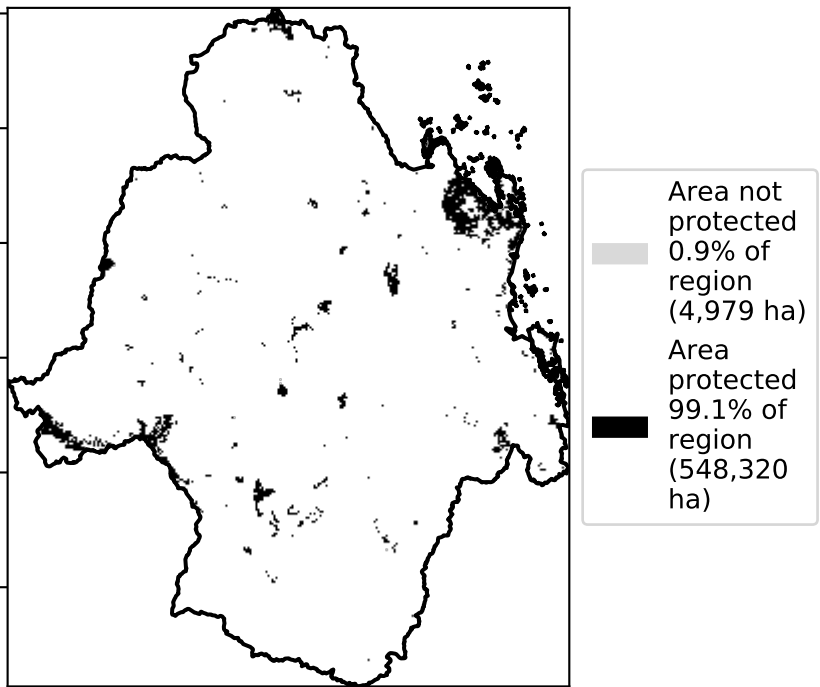 Area not
protected
0.9% of
region
(4,979 ha)
Area
protected
99.1% of
region
(548,320
ha)